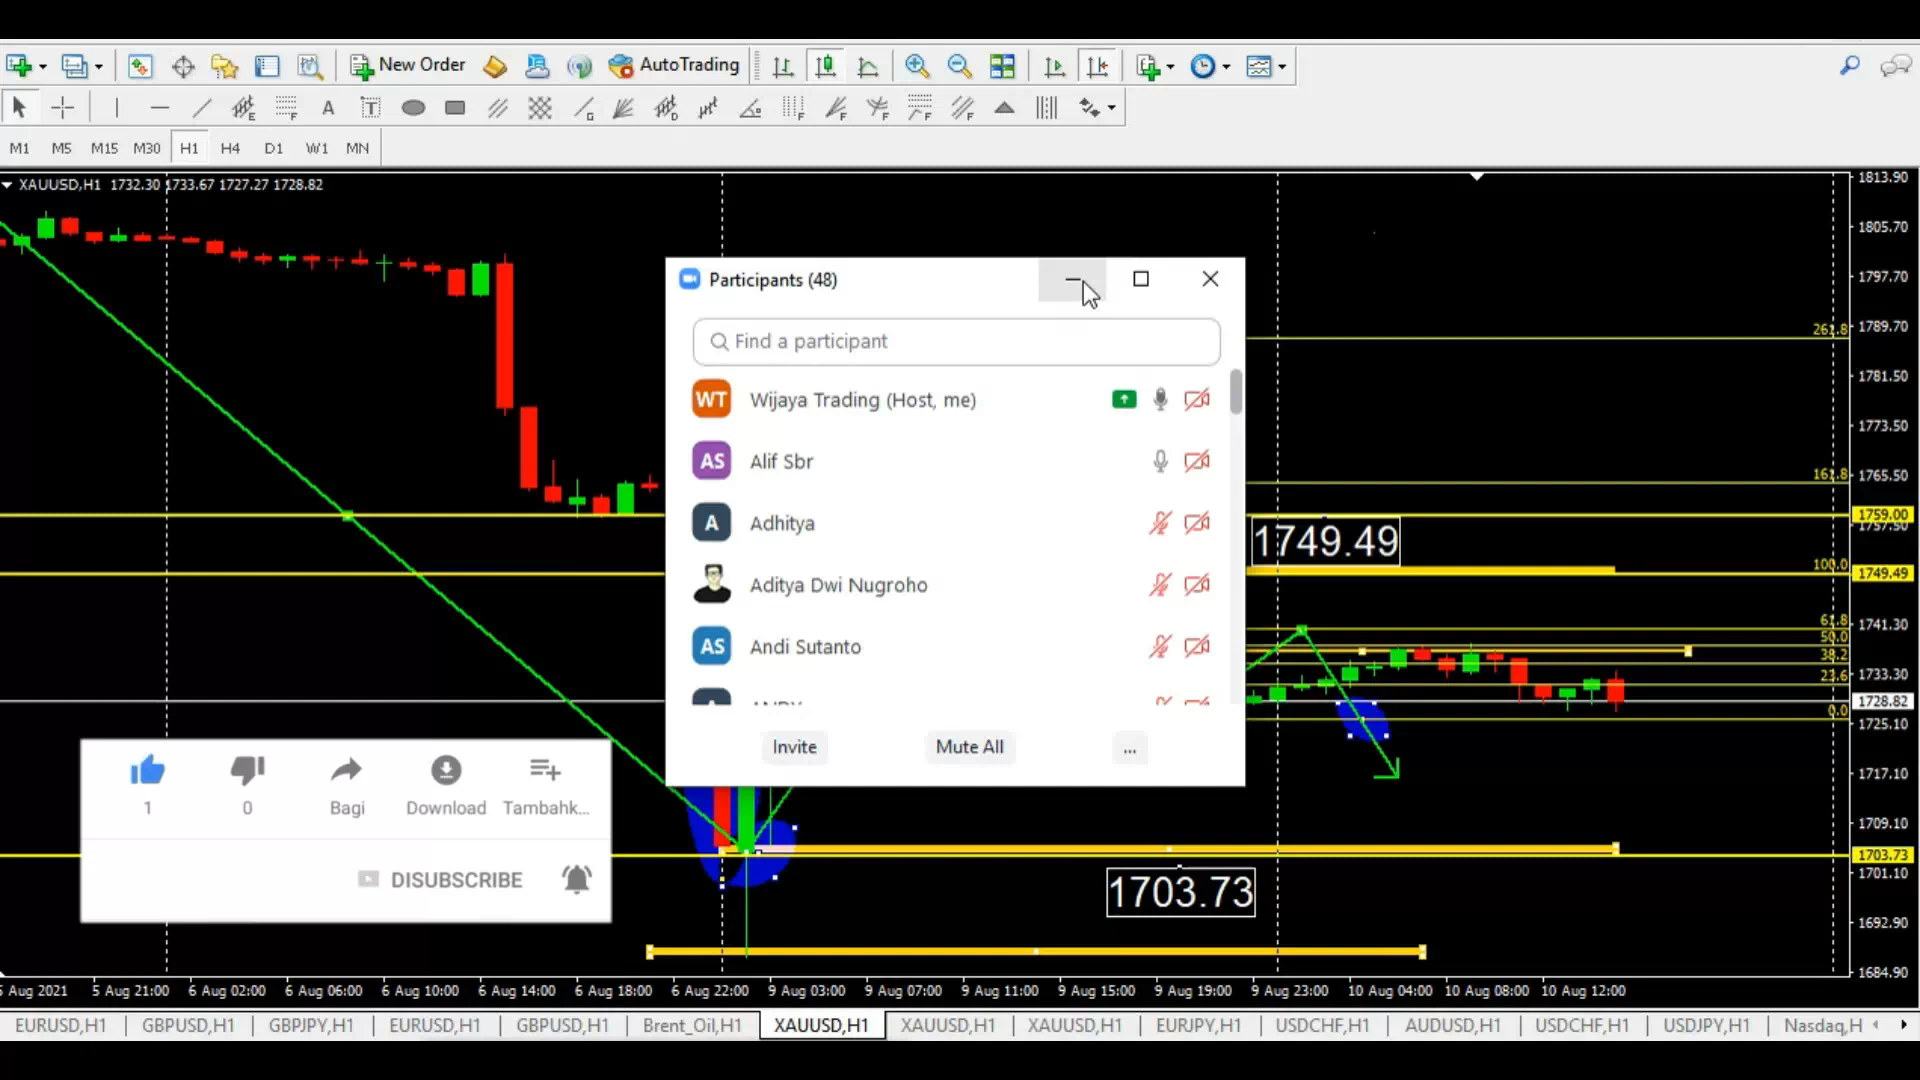 New Order
AutoTrading
M1 M5 M15 M30 H1 H4 D1 W1 MN
XAUUSD,H1 1732.30 1733.67 1727.27 1728.82
1813.90
1805.70
1797.70
1789.70
1781.50
1773.50
1765.50
1759.00
1749.49
1741.30
1733.30
1728.82
1725.10
1717.10
1709.10
1703.73
1701.10
1692.90
1684.90
261.8
161.8
100.0
61.8
50.0
38.2
23.6
0.0
1749.49
1703.73
Participants (48)
Find a participant
WT Wijaya Trading (Host, me)
AS Alif Sbr
A Adhitya
Aditya Dwi Nugroho
AS Andi Sutanto
Invite Mute All ...
1 0 Bagi Download Tambahk...
DISUBSCRIBE
Aug 2021 5 Aug 21:00 6 Aug 02:00 6 Aug 06:00 6 Aug 10:00 6 Aug 14:00 6 Aug 18:00 6 Aug 22:00 9 Aug 03:00 9 Aug 07:00 9 Aug 11:00 9 Aug 15:00 9 Aug 19:00 9 Aug 23:00 10 Aug 04:00 10 Aug 08:00 10 Aug 12:00
EURUSD,H1 GBPUSD,H1 GBPJPY,H1 EURUSD,H1 GBPUSD,H1 Brent_Oil,H1 XAUUSD,H1 XAUUSD,H1 XAUUSD,H1 EURJPY,H1 USDCHF,H1 AUDUSD,H1 USDCHF,H1 USDJPY,H1 Nasdaq,H